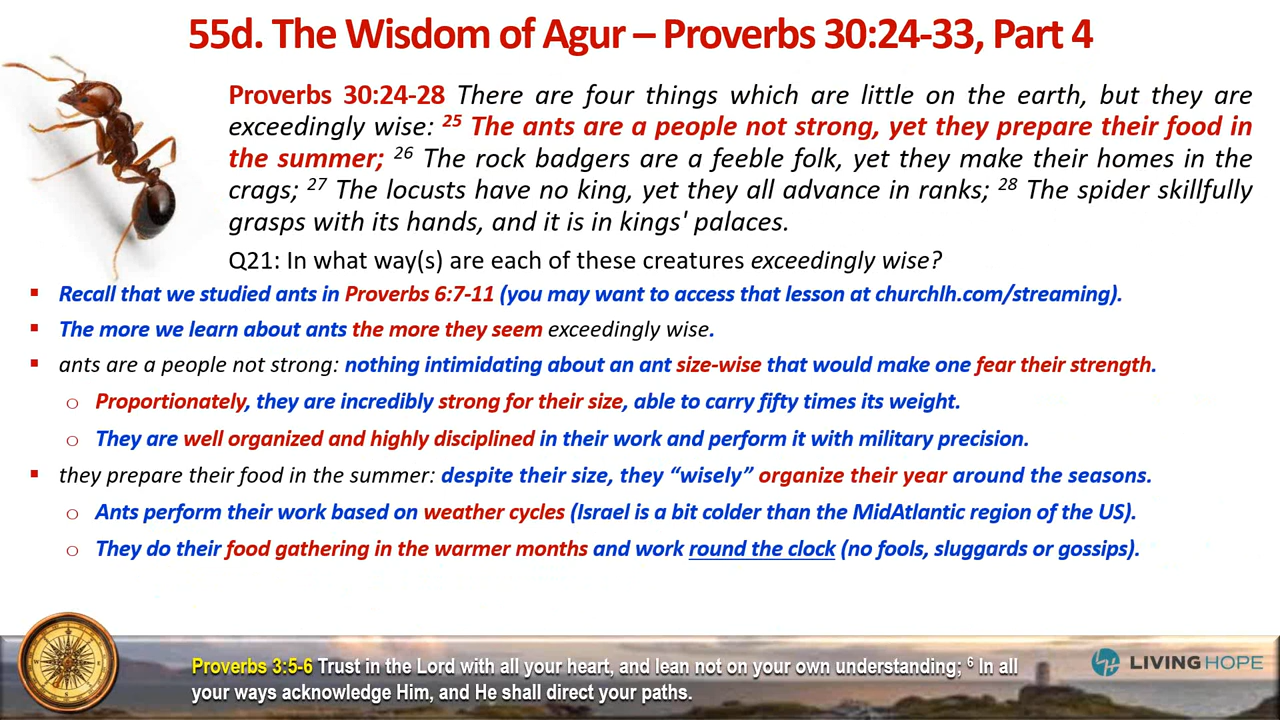 55d. The Wisdom of Agur – Proverbs 30:24-33, Part 4
Proverbs 30:24-28 There are four things which are little on the earth, but they are
exceedingly wise: 25 The ants are a people not strong, yet they prepare their food in
the summer; 26 The rock badgers are a feeble folk, yet they make their homes in the
crags; 27 The locusts have no king, yet they all advance in ranks; 28 The spider skillfully
grasps with its hands, and it is in kings' palaces.
Q21: In what way(s) are each of these creatures exceedingly wise?
▪ Recall that we studied ants in Proverbs 6:7-11 (you may want to access that lesson at churchlh.com/streaming).
▪ The more we learn about ants the more they seem exceedingly wise.
▪ ants are a people not strong: nothing intimidating about an ant size-wise that would make one fear their strength.
o Proportionately, they are incredibly strong for their size, able to carry fifty times its weight.
o They are well organized and highly disciplined in their work and perform it with military precision.
▪ they prepare their food in the summer: despite their size, they “wisely” organize their year around the seasons.
o Ants perform their work based on weather cycles (Israel is a bit colder than the MidAtlantic region of the US).
o They do their food gathering in the warmer months and work round the clock (no fools, sluggards or gossips).
Proverbs 3:5-6 Trust in the Lord with all your heart, and lean not on your own understanding; 6 In all
your ways acknowledge Him, and He shall direct your paths.
LIVING HOPE